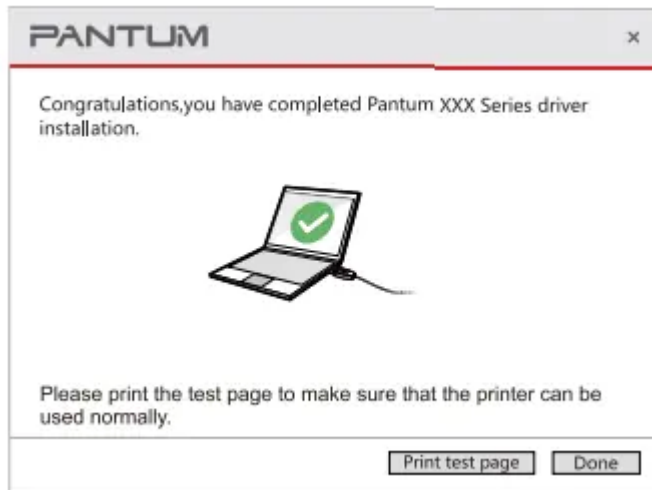 PANTUM
×
Congratulations,you have completed Pantum XXX Series driver
installation.
Please print the test page to make sure that the printer can be
used normally.
Print test page
Done